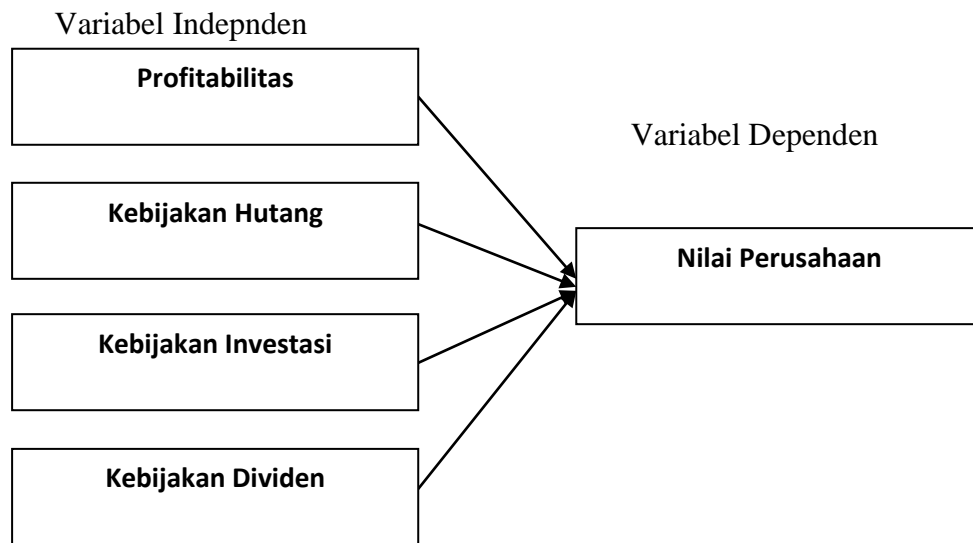 Variabel Indepnden
Profitabilitas
Variabel Dependen
Kebijakan Hutang
Nilai Perusahaan
Kebijakan Investasi
Kebijakan Dividen